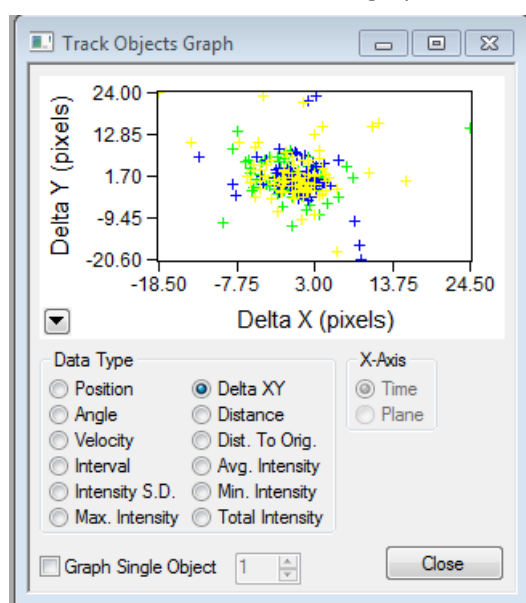 Track Objects Graph
Delta Y (pixels)
24.00
12.85
1.70
-9.45
-20.60
-18.50 -7.75 3.00 13.75 24.50
Delta X (pixels)
Data Type
X-Axis
Position Delta XY Time
Angle Distance Plane
Velocity Dist. To Orig.
Interval Avg. Intensity
Intensity S.D. Min. Intensity
Max. Intensity Total Intensity
Graph Single Object 1 Close